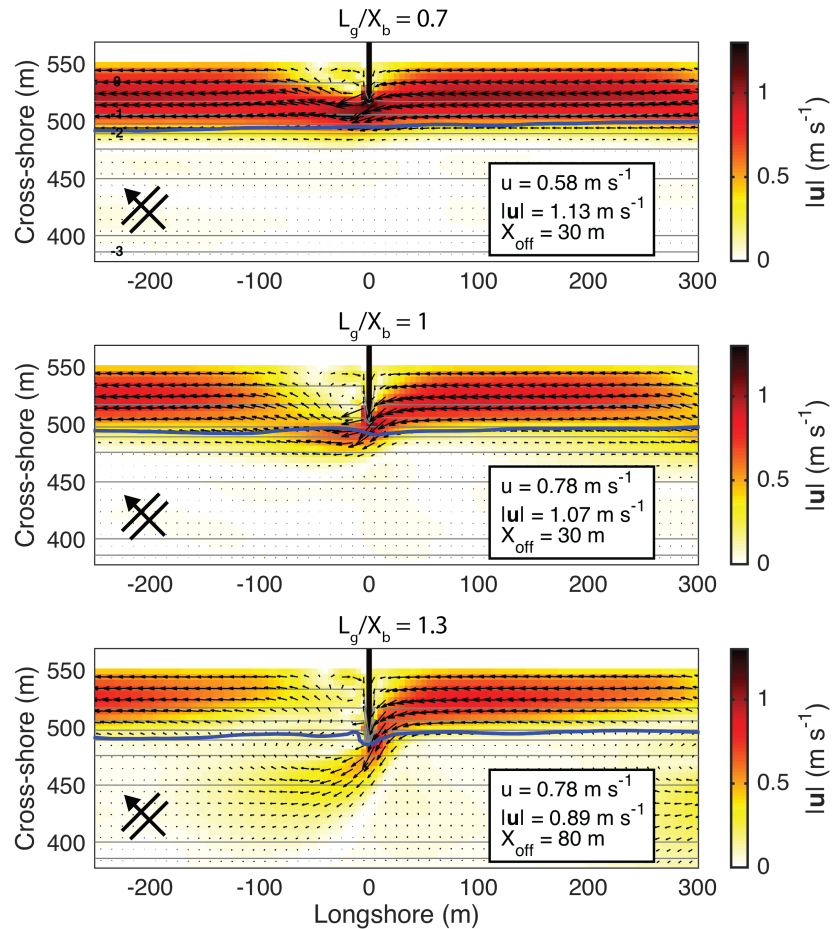 L_g/X_b = 0.7
Cross-shore (m)
550
500
450
400
0
-1
-2
-3
u = 0.58 m s^-1
|u| = 1.13 m s^-1
X_off = 30 m
-200 -100 0 100 200 300
1
0.5
0
|u| (m s^-1)
L_g/X_b = 1
Cross-shore (m)
550
500
450
400
u = 0.78 m s^-1
|u| = 1.07 m s^-1
X_off = 30 m
-200 -100 0 100 200 300
1
0.5
0
|u| (m s^-1)
L_g/X_b = 1.3
Cross-shore (m)
550
500
450
400
u = 0.78 m s^-1
|u| = 0.89 m s^-1
X_off = 80 m
-200 -100 0 100 200 300
Longshore (m)
1
0.5
0
|u| (m s^-1)